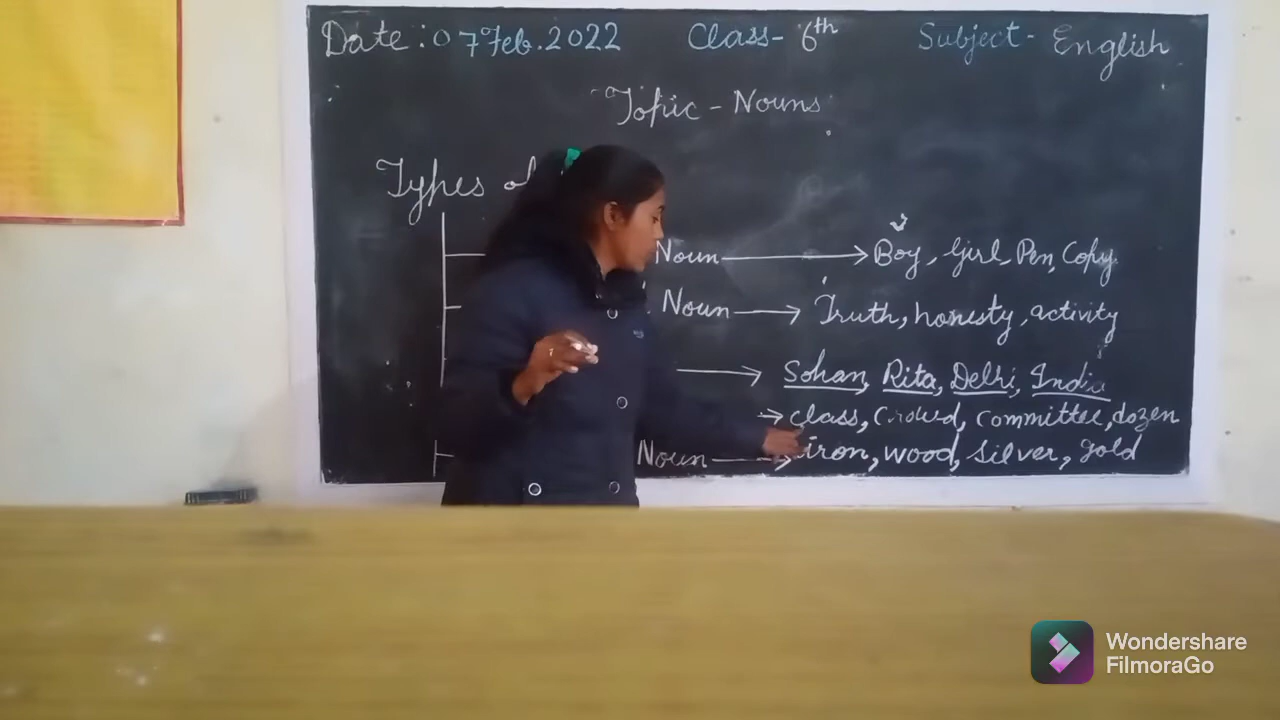 Date: 07 Feb. 2022 Class- 6th Subject- English
Topic - Nouns
Types of
Noun → Boy, Girl, Pen, Copy
Noun → Truth, honesty, activity
→ Sohan, Rita, Delhi, India
→ class, Crowd, committee, dozen
Noun → iron, wood, silver, gold
Wondershare
FilmoraGo